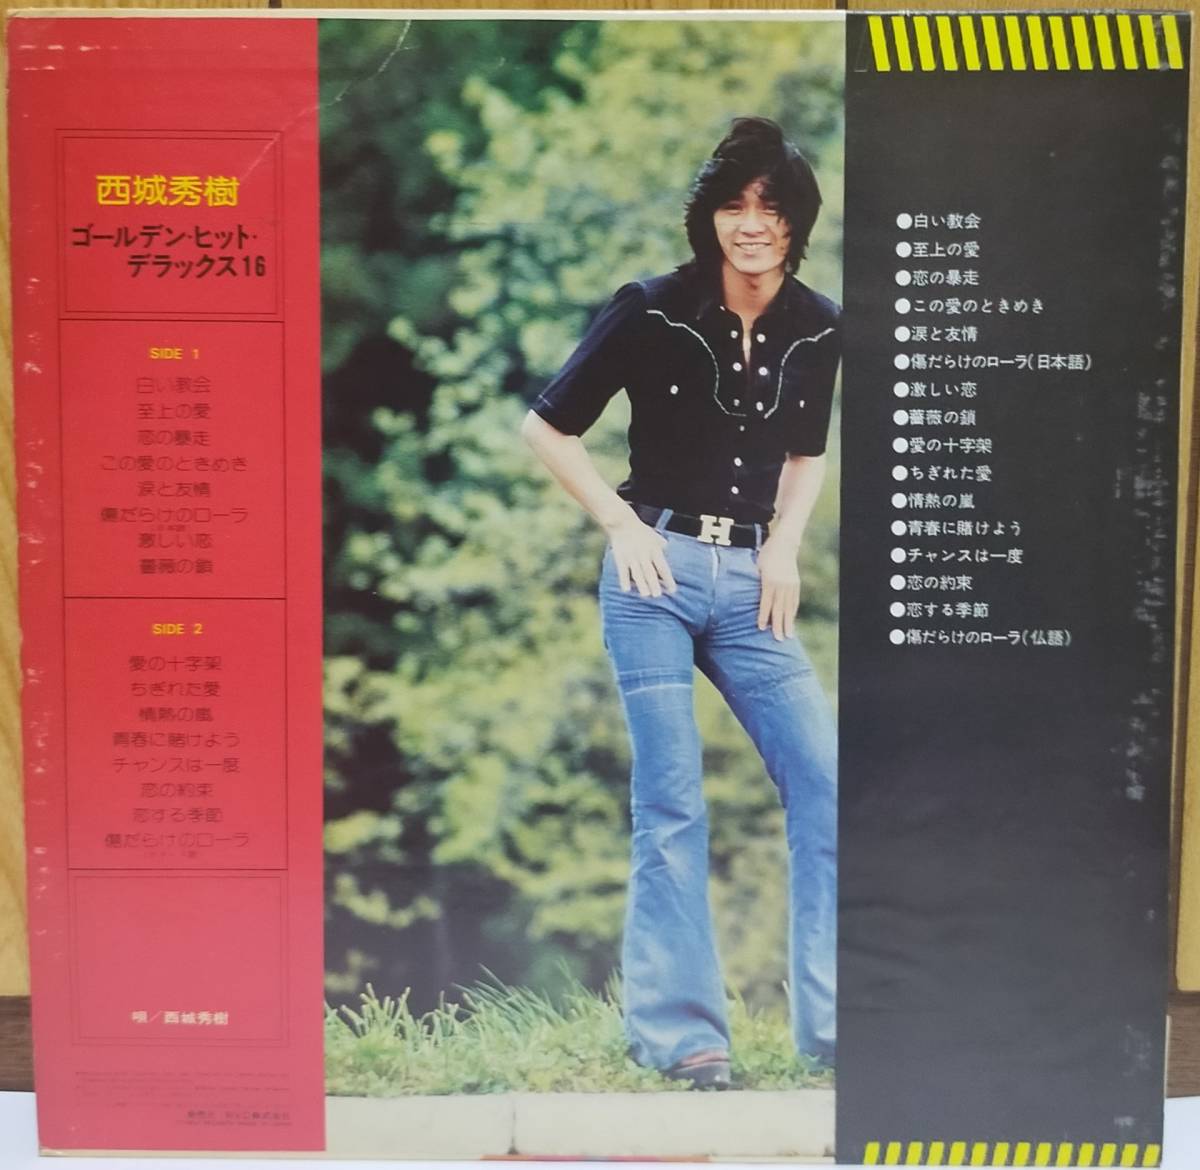 西城秀樹
ゴールデン・ヒット・
デラックス16
SIDE 1
白い教会
至上の愛
恋の暴走
この愛のときめき
涙と友情
傷だらけのローラ
激しい恋
薔薇の鎖
SIDE 2
愛の十字架
ちぎれた愛
情熱の嵐
青春に賭けよう
チャンスは一度
恋の約束
恋する季節
傷だらけのローラ
唄／西城秀樹
H
●白い教会
●至上の愛
●恋の暴走
●この愛のときめき
●涙と友情
●傷だらけのローラ(日本語)
●激しい恋
●薔薇の鎖
●愛の十字架
●ちぎれた愛
●情熱の嵐
●青春に賭けよう
●チャンスは一度
●恋の約束
●恋する季節
●傷だらけのローラ(仏語)